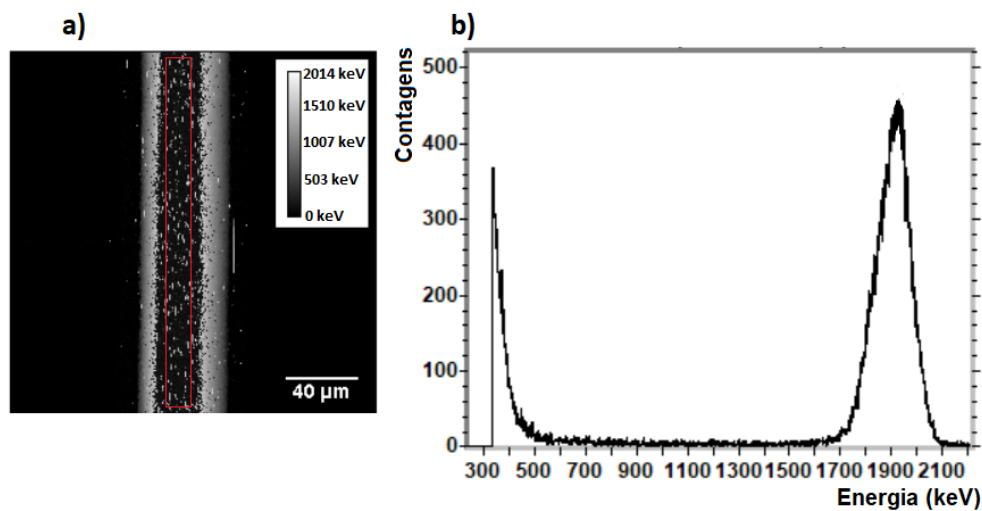 a)
2014 keV
1510 keV
1007 keV
503 keV
0 keV
40 µm
b)
Contagens
500
400
300
200
100
0
300 500 700 900 1100 1300 1500 1700 1900 2100
Energia (keV)